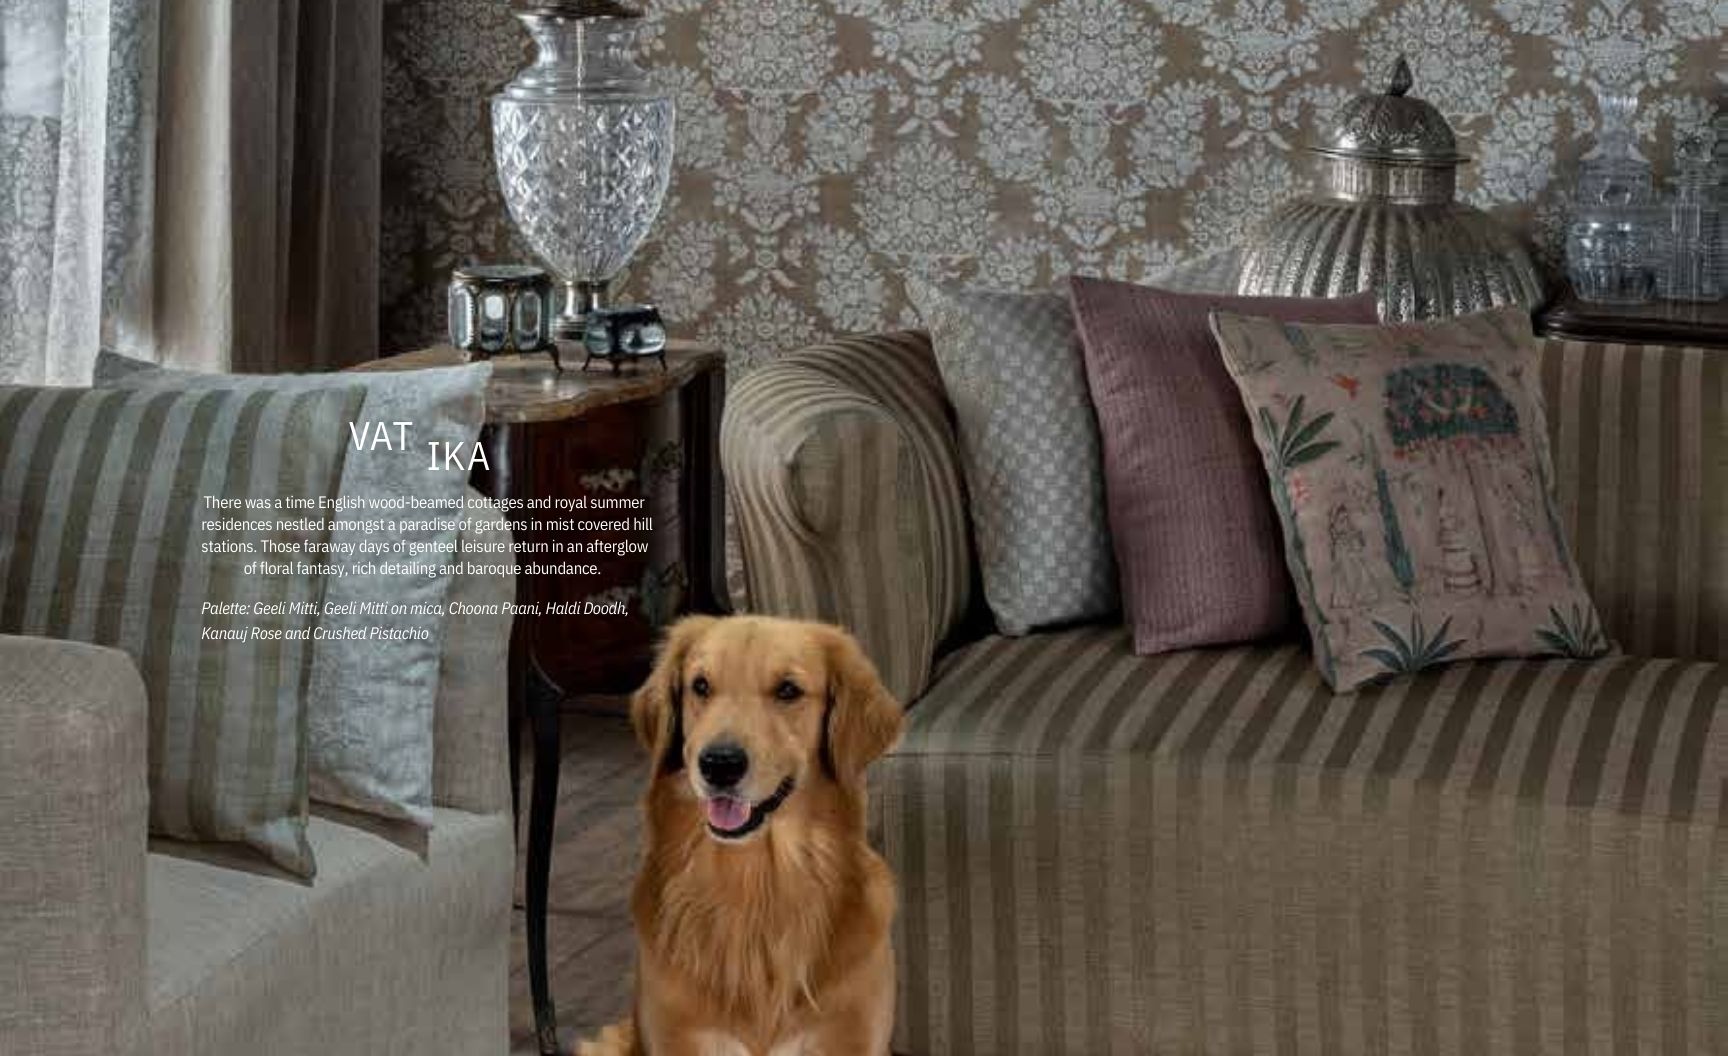 VAT
IKA
There was a time English wood-beamed cottages and royal summer
residences nestled amongst a paradise of gardens in mist covered hill
stations. Those faraway days of genteel leisure return in an afterglow
of floral fantasy, rich detailing and baroque abundance.
Palette: Geeli Mitti, Geeli Mitti on mica, Choona Paani, Haldi Doodh,
Kanauj Rose and Crushed Pistachio